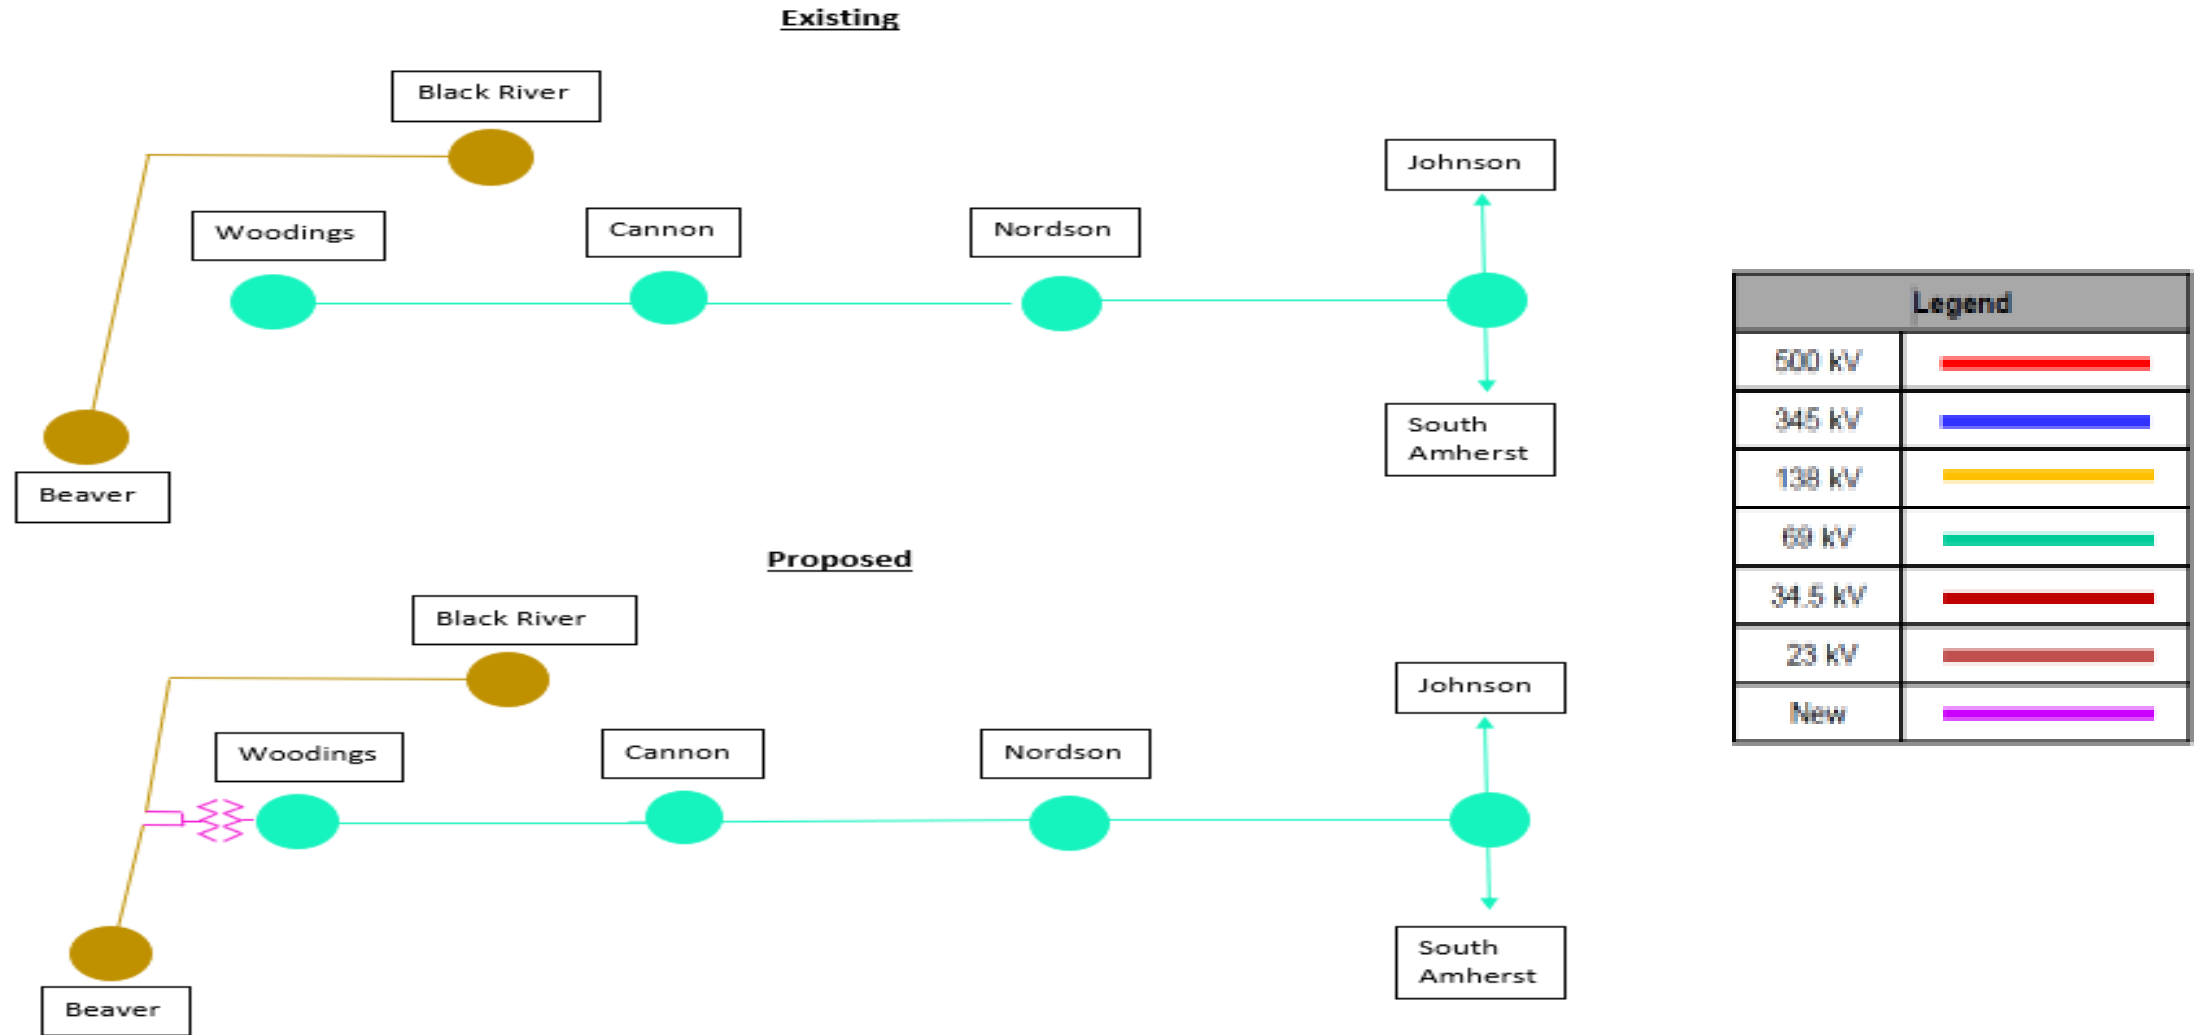 Existing
Black River
Johnson
Woodings
Cannon
Nordson
South
Amherst
Beaver
Proposed
Black River
Johnson
Woodings
Cannon
Nordson
South
Amherst
Beaver
Legend
500 kV
345 kV
138 kV
69 kV
34.5 kV
23 kV
New